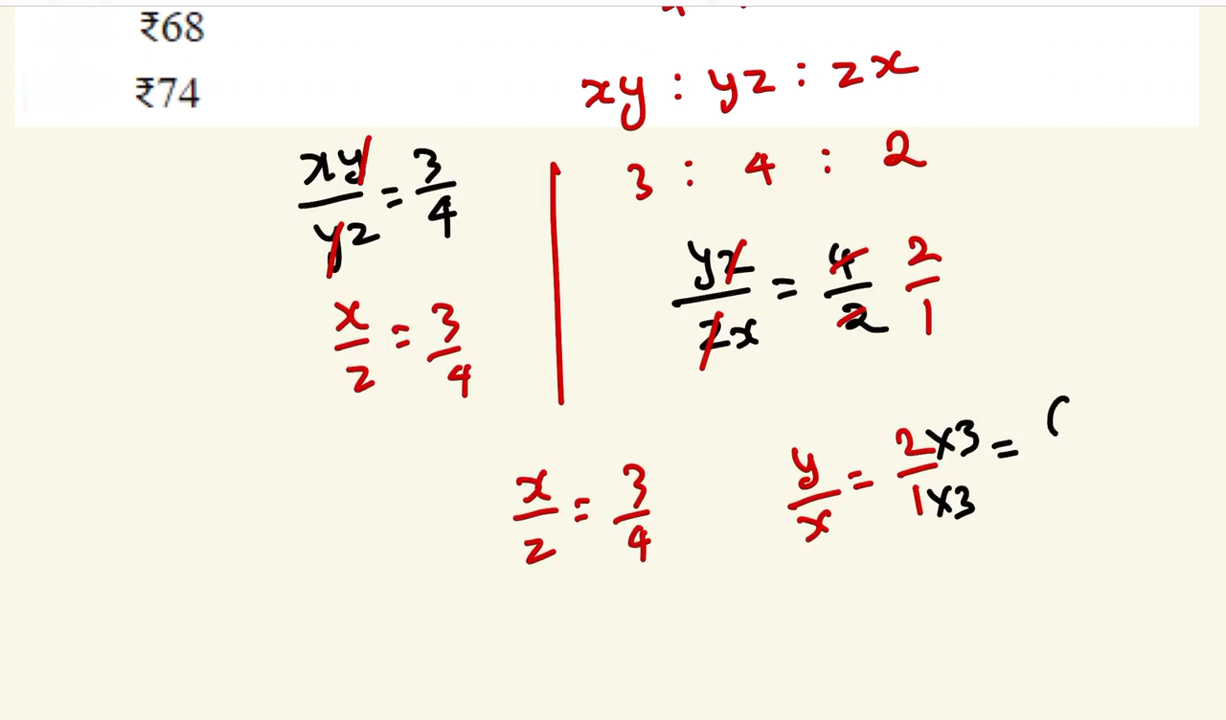 ₹68
₹74
xy : yz : zx
3 : 4 : 2
xy/yz = 3/4
yz/zx = 4/2 2/1
x/z = 3/4
x/z = 3/4
y/x = 2×3/1×3 =